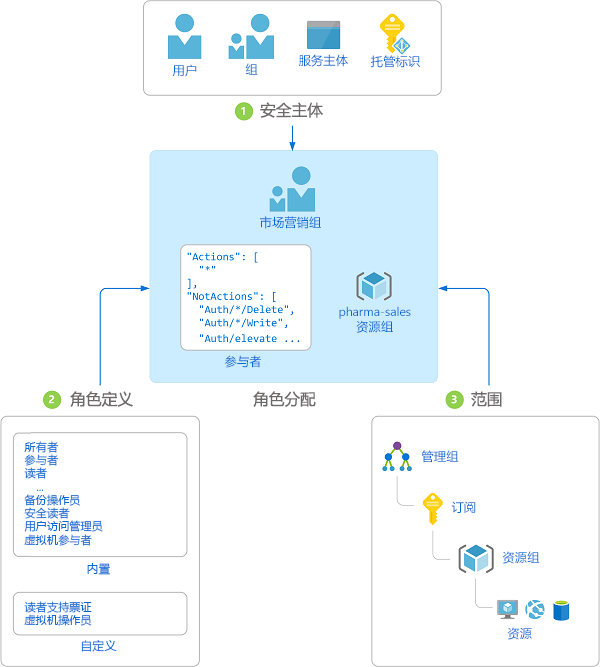 用户
组
服务主体
托管标识
1 安全主体
市场营销组
"Actions": [
"*"
],
"NotActions": [
"Auth/*/Delete",
"Auth/*/Write",
"Auth/elevate ...
参与者
pharma-sales
资源组
角色分配
2 角色定义
所有者
参与者
读者
...
备份操作员
安全读者
用户访问管理员
虚拟机参与者
内置
读者支持票证
虚拟机操作员
自定义
3 范围
管理组
订阅
资源组
资源